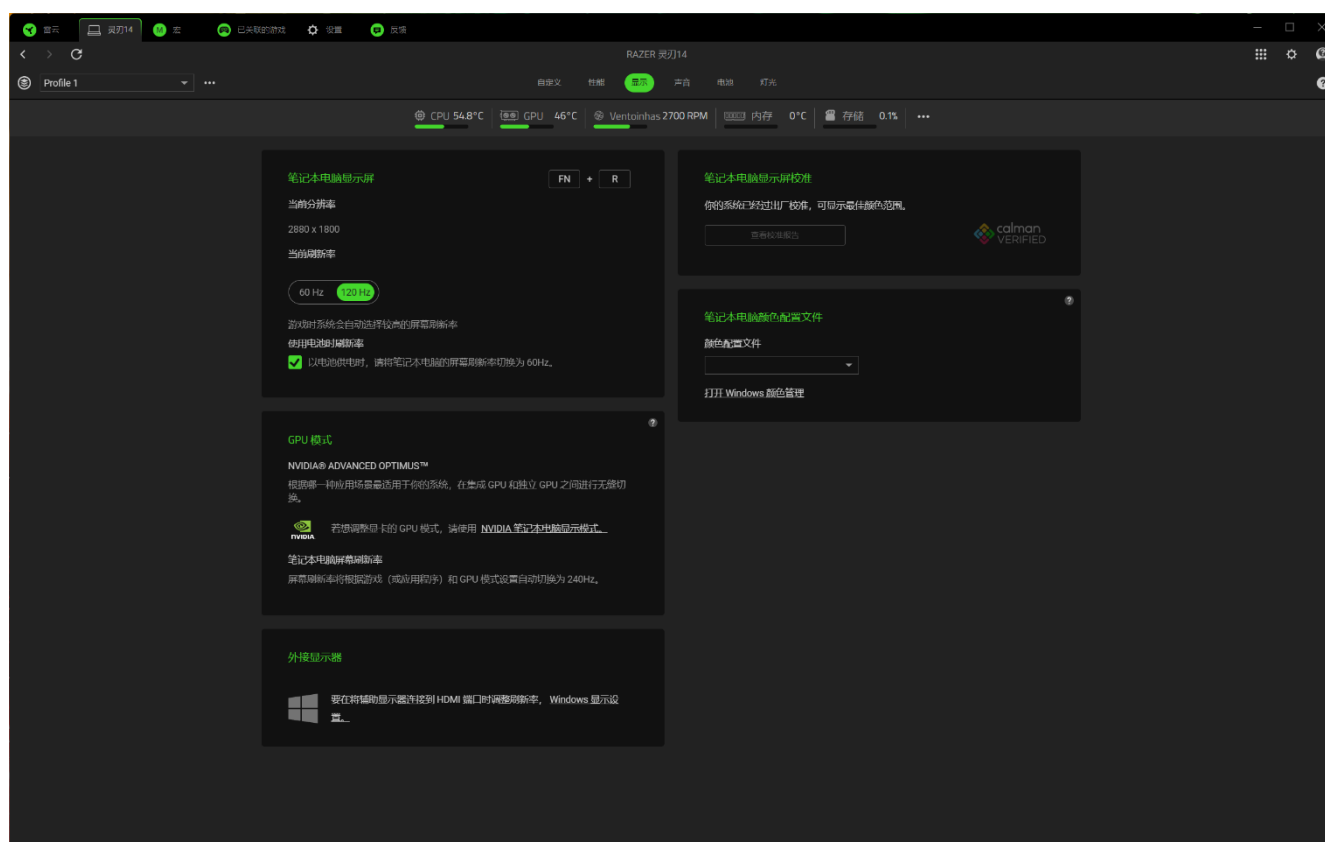 雷云 灵刃14 M 宏 已关联的游戏 设置 反馈
RAZER 灵刃14
Profile 1 ••• 自定义 性能 显示 声音 电池 灯光
CPU 54.8°C GPU 46°C Ventoinhas 2700 RPM 内存 0°C 存储 0.1% •••
笔记本电脑显示屏 FN + R
当前分辨率
2880 x 1800
当前刷新率
60 Hz 120 Hz
游戏时系统会自动选择较高的屏幕刷新率
使用电池时刷新率
以电池供电时，请将笔记本电脑的屏幕刷新率切换为 60Hz。
GPU 模式
NVIDIA® ADVANCED OPTIMUS™
根据哪一种应用场景最适用于你的系统，在集成 GPU 和独立 GPU 之间进行无缝切
换。
NVIDIA 若想调整显卡的 GPU 模式，请使用 NVIDIA 笔记本电脑显示模式。
笔记本电脑屏幕刷新率
屏幕刷新率将根据游戏（或应用程序）和 GPU 模式设置自动切换为 240Hz。
外接显示器
要在将辅助显示器连接到 HDMI 端口时调整刷新率，Windows 显示设
置。
笔记本电脑显示屏校准
你的系统已经过出厂校准，可显示最佳颜色范围。
查看校准报告
calman
VERIFIED
笔记本电脑颜色配置文件
颜色配置文件
打开 Windows 颜色管理